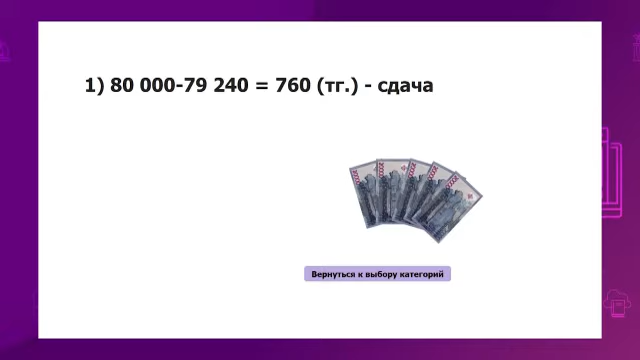 1) 80 000-79 240 = 760 (тг.) - сдача
Вернуться к выбору категорий